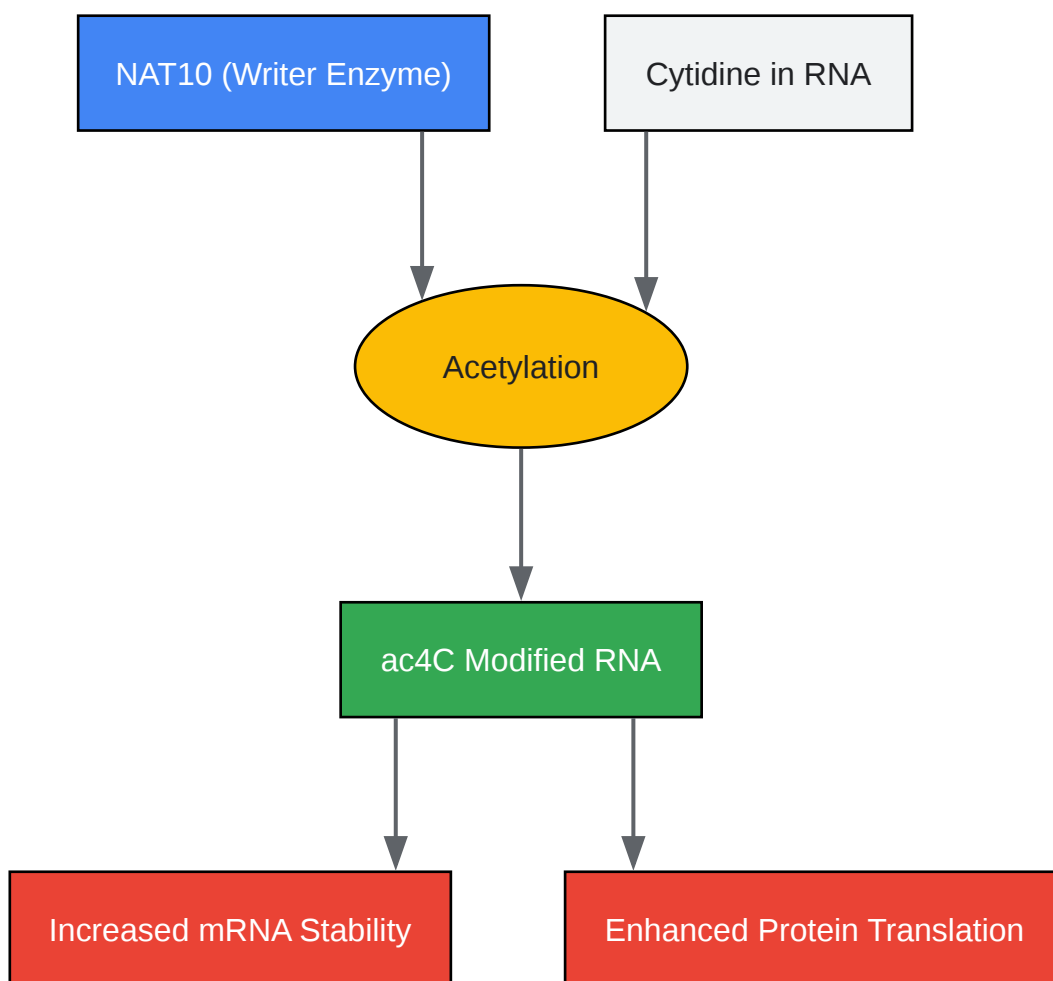 NAT10 (Writer Enzyme)
Cytidine in RNA
Acetylation
ac4C Modified RNA
Increased mRNA Stability
Enhanced Protein Translation